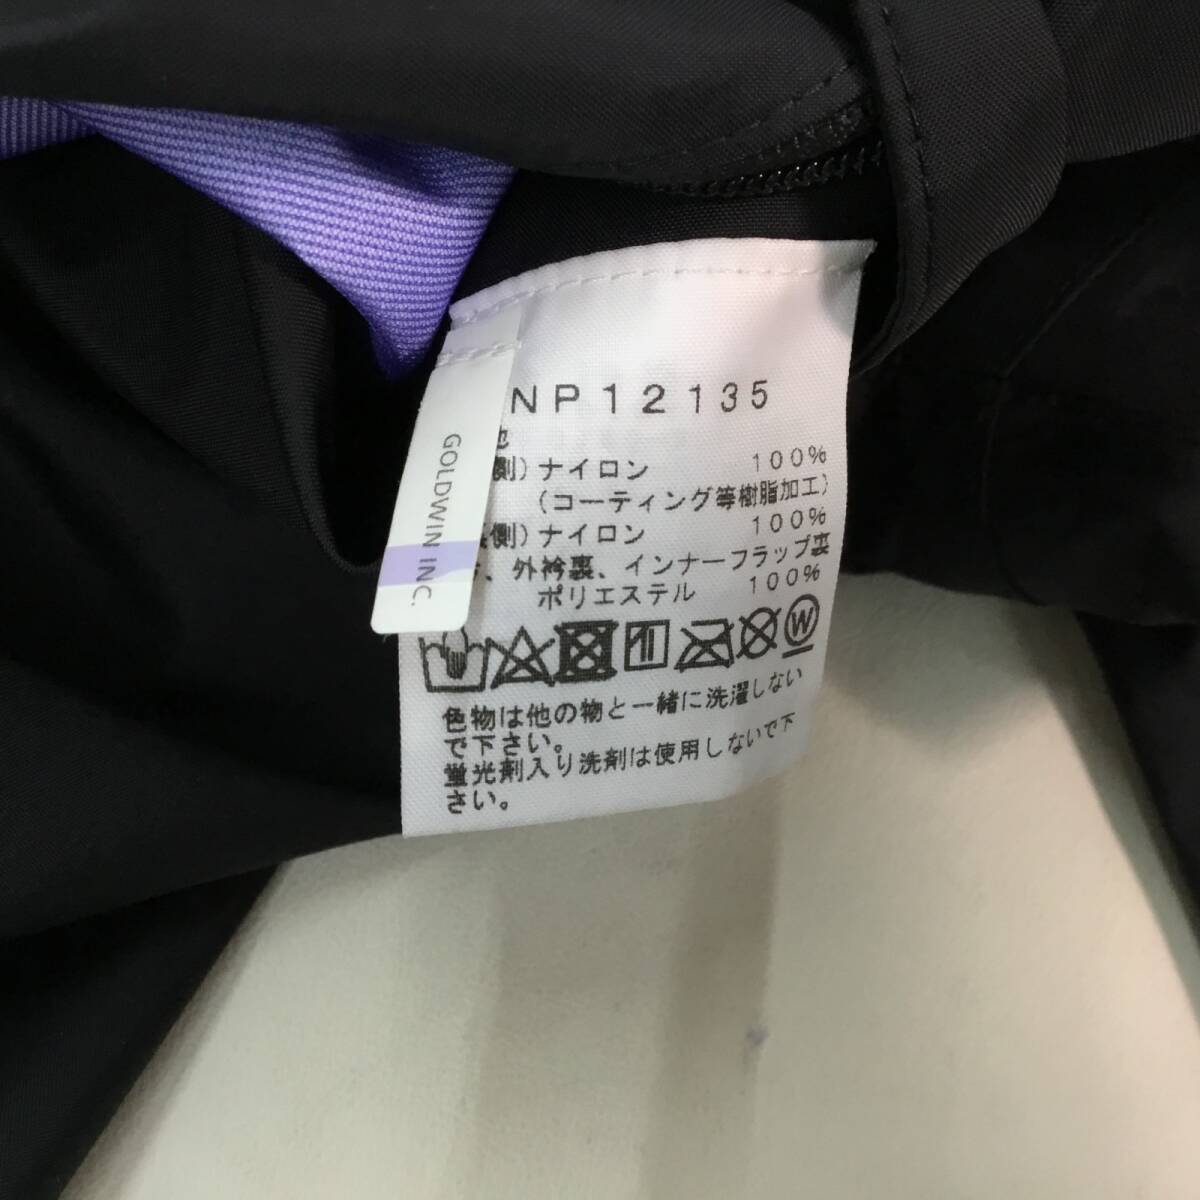 NP12135
地
側)ナイロン 100%
(コーティング等樹脂加工)
側)ナイロン 100%
、外衿裏、インナーフラップ裏
ポリエステル 100%
W
色物は他の物と一緒に洗濯しない
で下さい。
蛍光剤入り洗剤は使用しないで下
さい。
GOLDWIN INC.